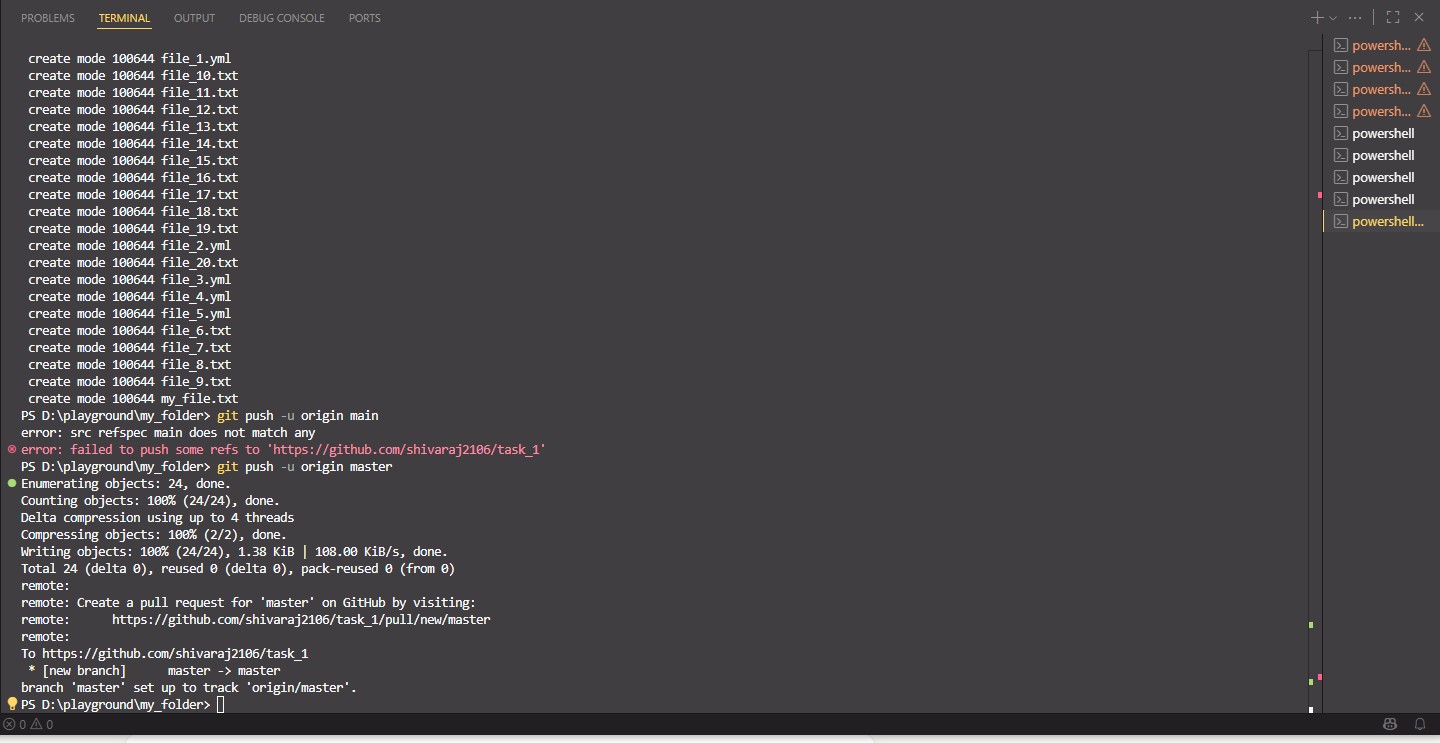 PROBLEMS TERMINAL OUTPUT DEBUG CONSOLE PORTS
create mode 100644 file_1.yml
create mode 100644 file_10.txt
create mode 100644 file_11.txt
create mode 100644 file_12.txt
create mode 100644 file_13.txt
create mode 100644 file_14.txt
create mode 100644 file_15.txt
create mode 100644 file_16.txt
create mode 100644 file_17.txt
create mode 100644 file_18.txt
create mode 100644 file_19.txt
create mode 100644 file_2.yml
create mode 100644 file_20.txt
create mode 100644 file_3.yml
create mode 100644 file_4.yml
create mode 100644 file_5.yml
create mode 100644 file_6.txt
create mode 100644 file_7.txt
create mode 100644 file_8.txt
create mode 100644 file_9.txt
create mode 100644 my_file.txt
PS D:\playground\my_folder> git push -u origin main
error: src refspec main does not match any
error: failed to push some refs to 'https://github.com/shivaraj2106/task_1'
PS D:\playground\my_folder> git push -u origin master
Enumerating objects: 24, done.
Counting objects: 100% (24/24), done.
Delta compression using up to 4 threads
Compressing objects: 100% (2/2), done.
Writing objects: 100% (24/24), 1.38 KiB | 108.00 KiB/s, done.
Total 24 (delta 0), reused 0 (delta 0), pack-reused 0 (from 0)
remote:
remote: Create a pull request for 'master' on GitHub by visiting:
remote:      https://github.com/shivaraj2106/task_1/pull/new/master
remote:
To https://github.com/shivaraj2106/task_1
* [new branch]      master -> master
branch 'master' set up to track 'origin/master'.
PS D:\playground\my_folder>
powersh...
powersh...
powersh...
powersh...
powershell
powershell
powershell
powershell
powershell...
0 0